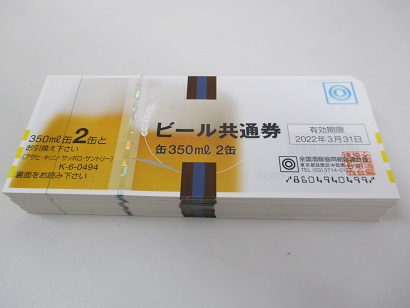 350ml缶2缶と
お引換え下さい
(アサヒ・キリン・サッポロ・サントリー)
K-6-0494
裏面をお読み下さい
ビール共通券
缶350ml 2缶
有効期限
2022年3月31日
全国酒販協同組合連合会
TEL (03)3714-0